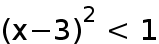 (x−3)² < 1